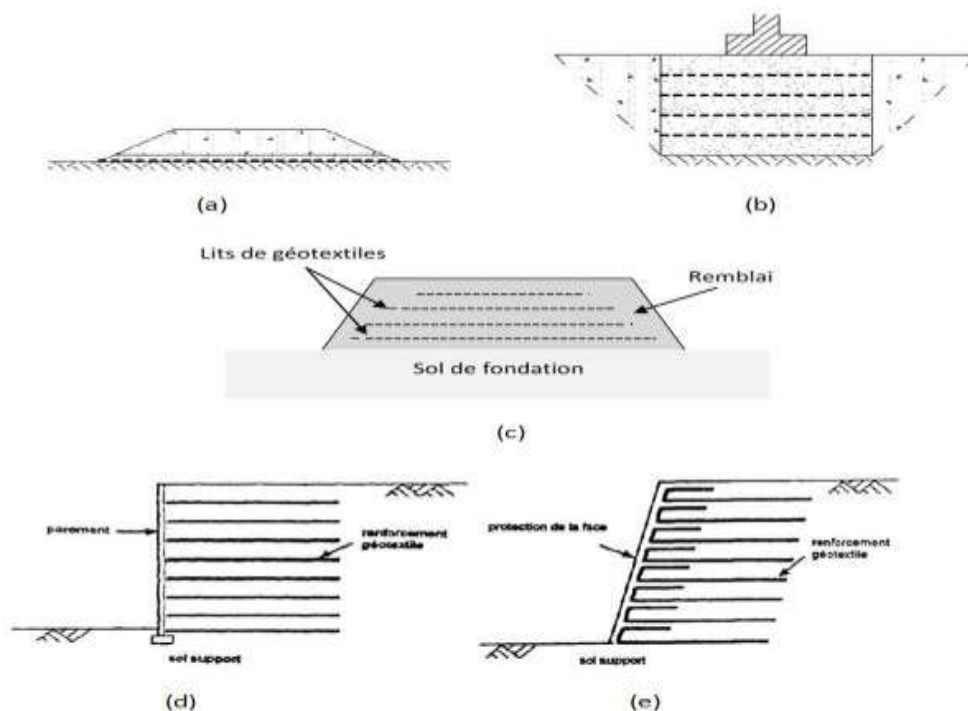 (a)
(b)
Lits de géotextiles
Remblai
Sol de fondation
(c)
parement
renforcement
géotextile
sol support
(d)
protection de la face
renforcement
géotextile
sol support
(e)